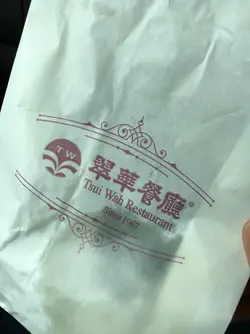 TW
翠華餐廳®
Tsui Wah Restaurant
Since 1967